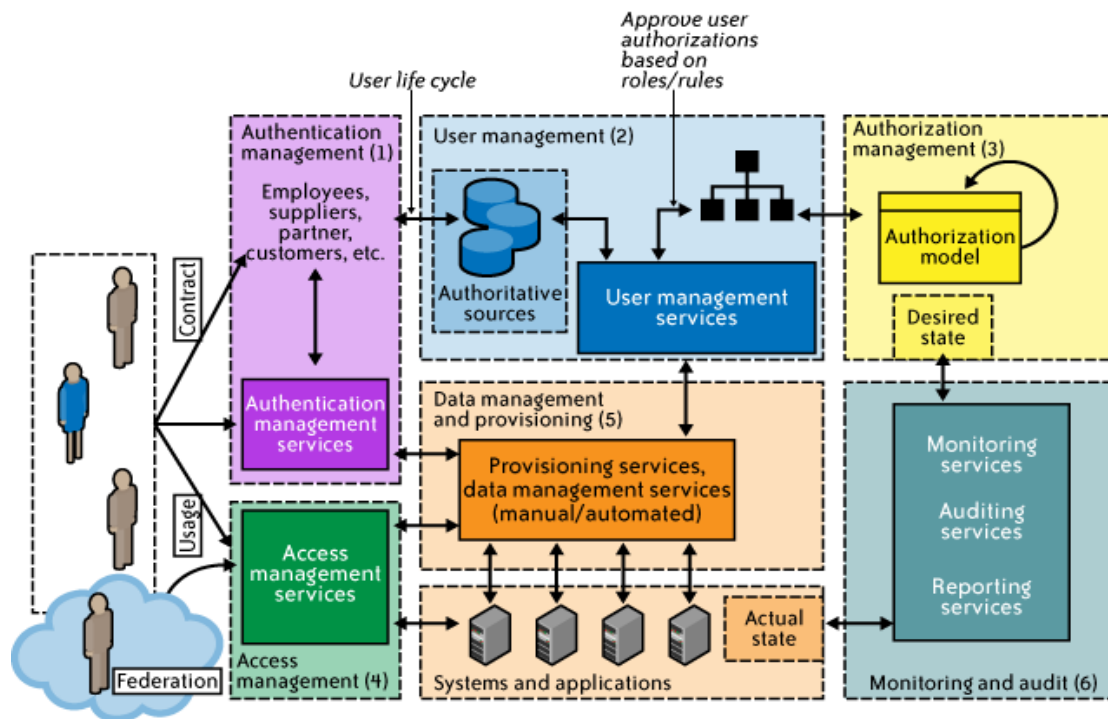 Approve user
authorizations
based on
roles/rules
User life cycle
Authentication
management (1)
Employees,
suppliers,
partner,
customers, etc.
Authentication
management
services
User management (2)
Authoritative
sources
User management
services
Authorization
management (3)
Authorization
model
Desired
state
Contract
Usage
Federation
Access
management
services
Access
management (4)
Data management
and provisioning (5)
Provisioning services,
data management services
(manual/automated)
Actual
state
Systems and applications
Monitoring
services
Auditing
services
Reporting
services
Monitoring and audit (6)